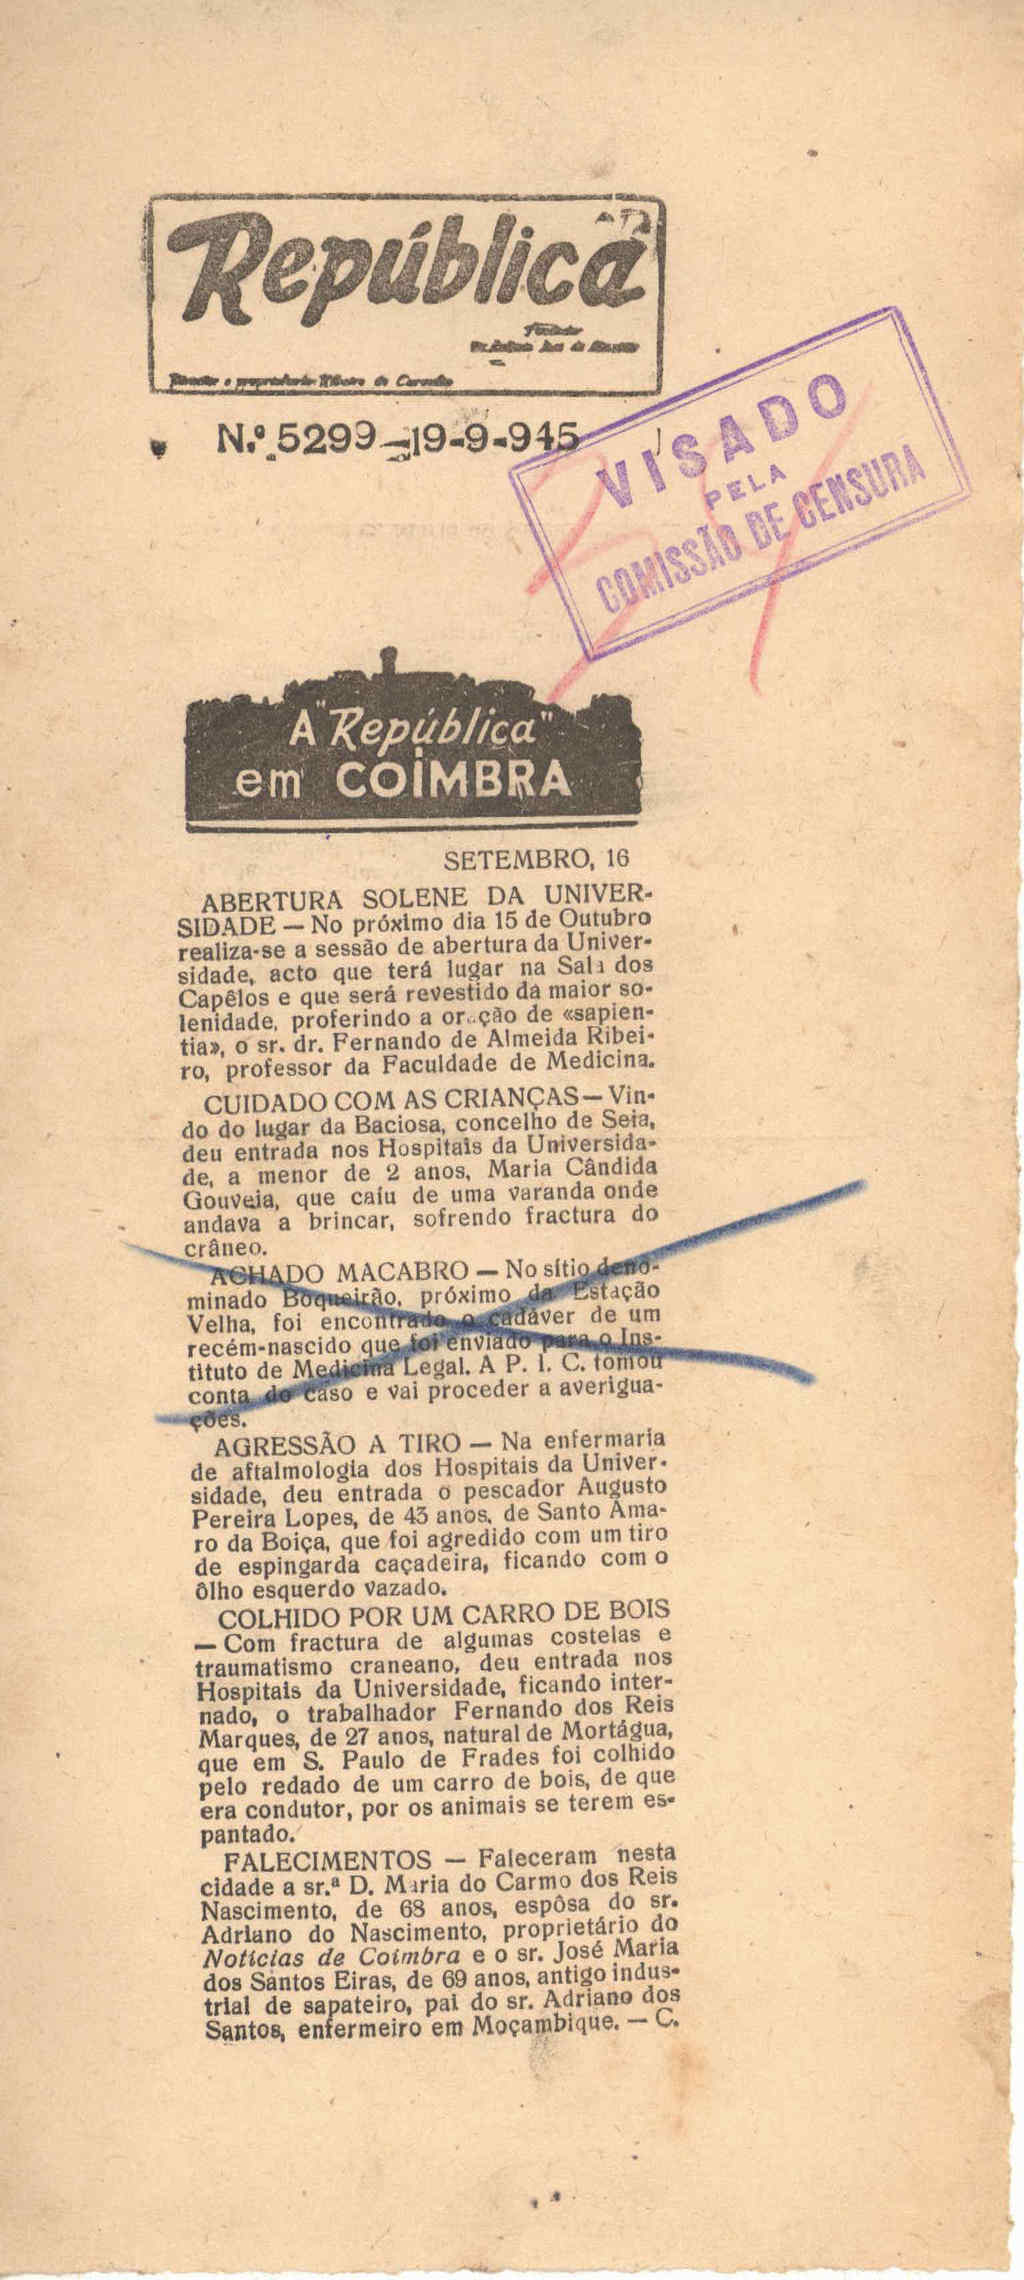 República
Fundador
Dr. António José de Almeida
Director e proprietário Ribeiro de Carvalho
N.º 5299 — 19-9-945
VISADO
PELA
COMISSÃO DE CENSURA
A "República"
em COIMBRA
SETEMBRO, 16
ABERTURA SOLENE DA UNIVER-
SIDADE — No próximo dia 15 de Outubro
realiza-se a sessão de abertura da Univer-
sidade, acto que terá lugar na Sala dos
Capêlos e que será revestido da maior so-
lenidade, proferindo a oração de «sapien-
tia», o sr. dr. Fernando de Almeida Ribei-
ro, professor da Faculdade de Medicina.
CUIDADO COM AS CRIANÇAS — Vin-
do do lugar da Baciosa, concelho de Seia,
deu entrada nos Hospitais da Universida-
de, a menor de 2 anos, Maria Cândida
Gouveia, que caíu de uma varanda onde
andava a brincar, sofrendo fractura do
crâneo.
ACHADO MACABRO — No sítio deno-
minado Boqueirão, próximo da Estação
Velha, foi encontrado o cadáver de um
recém-nascido que foi enviado para o Ins-
tituto de Medicina Legal. A P. I. C. tomou
conta do caso e vai proceder a averigua-
ções.
AGRESSÃO A TIRO — Na enfermaria
de aftalmologia dos Hospitais da Univer-
sidade, deu entrada o pescador Augusto
Pereira Lopes, de 43 anos, de Santo Ama-
ro da Boiça, que foi agredido com um tiro
de espingarda caçadeira, ficando com o
ôlho esquerdo vazado.
COLHIDO POR UM CARRO DE BOIS
— Com fractura de algumas costelas e
traumatismo craneano, deu entrada nos
Hospitais da Universidade, ficando inter-
nado, o trabalhador Fernando dos Reis
Marques, de 27 anos, natural de Mortágua,
que em S. Paulo de Frades foi colhido
pelo redado de um carro de bois, de que
era condutor, por os animais se terem es-
pantado.
FALECIMENTOS — Faleceram nesta
cidade a sr.ª D. Maria do Carmo dos Reis
Nascimento, de 68 anos, espôsa do sr.
Adriano do Nascimento, proprietário do
Notícias de Coimbra e o sr. José Maria
dos Santos Eiras, de 69 anos, antigo indus-
trial de sapateiro, pai do sr. Adriano dos
Santos, enfermeiro em Moçambique. — C.